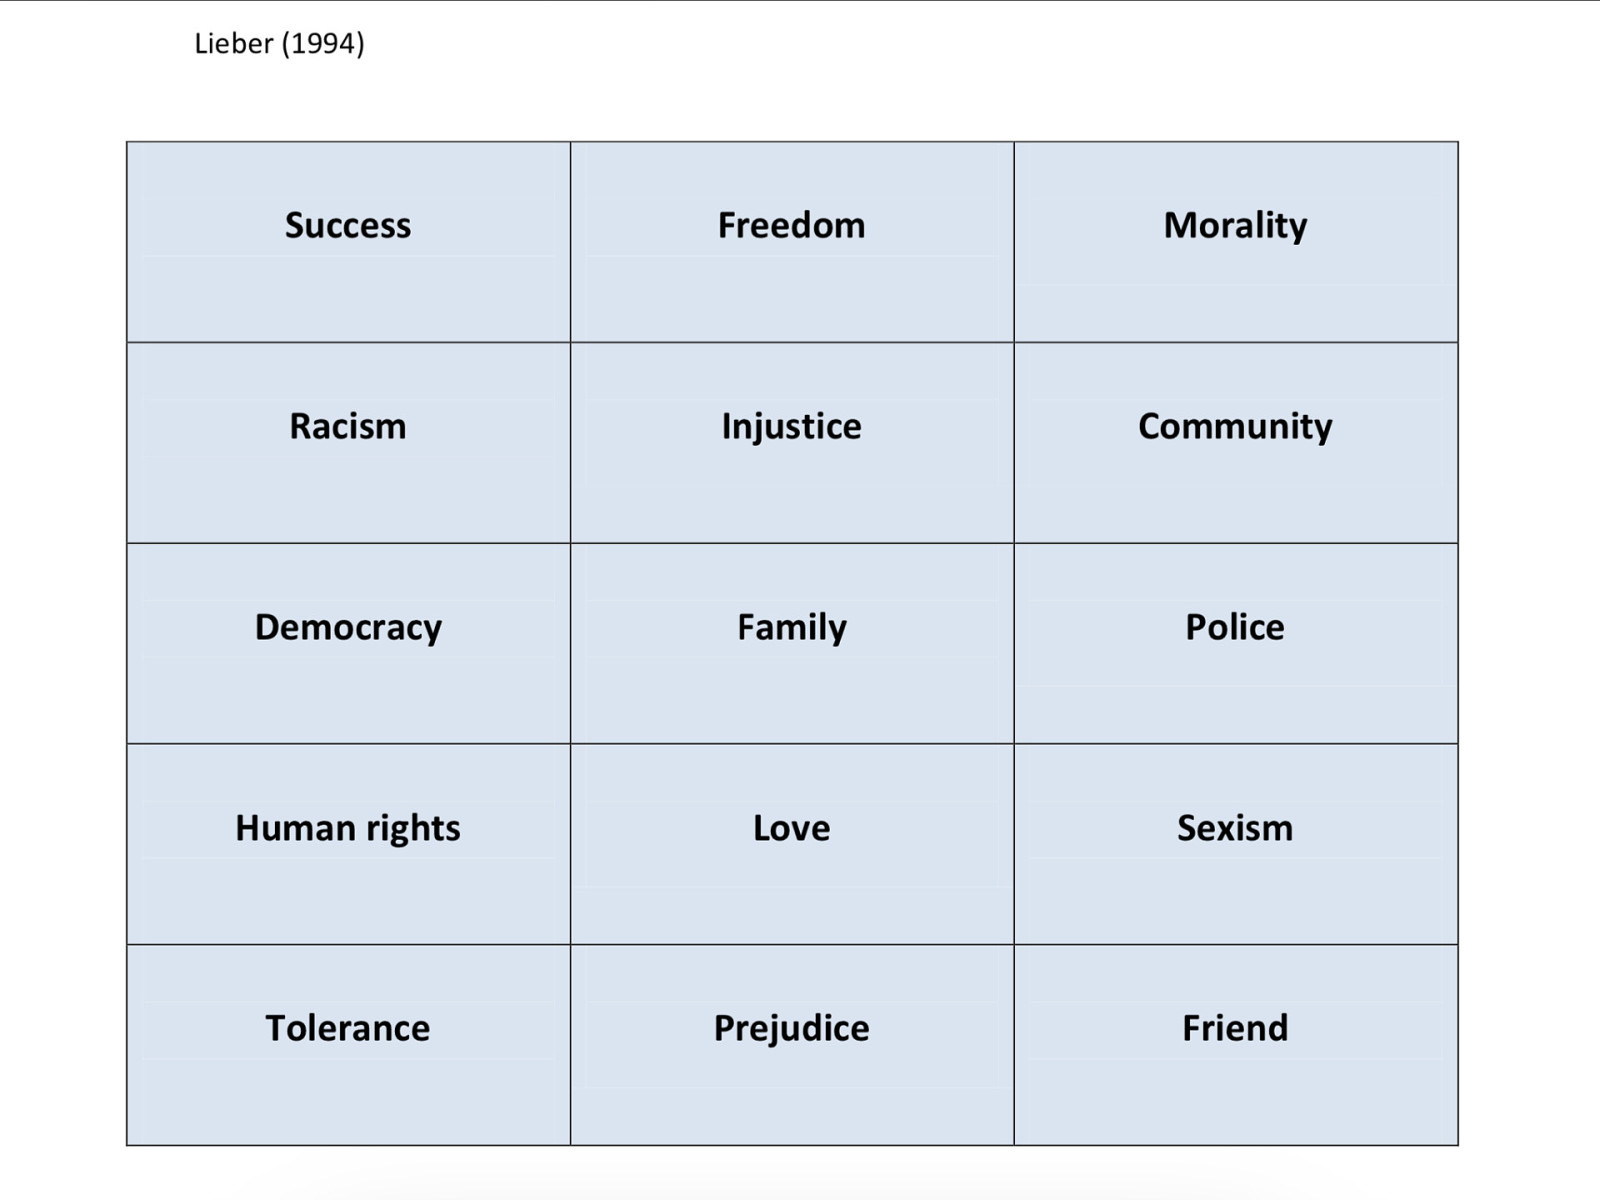 Lieber (1994)
Success
Freedom
Morality
Racism
Injustice
Community
Democracy
Family
Police
Human rights
Love
Sexism
Tolerance
Prejudice
Friend